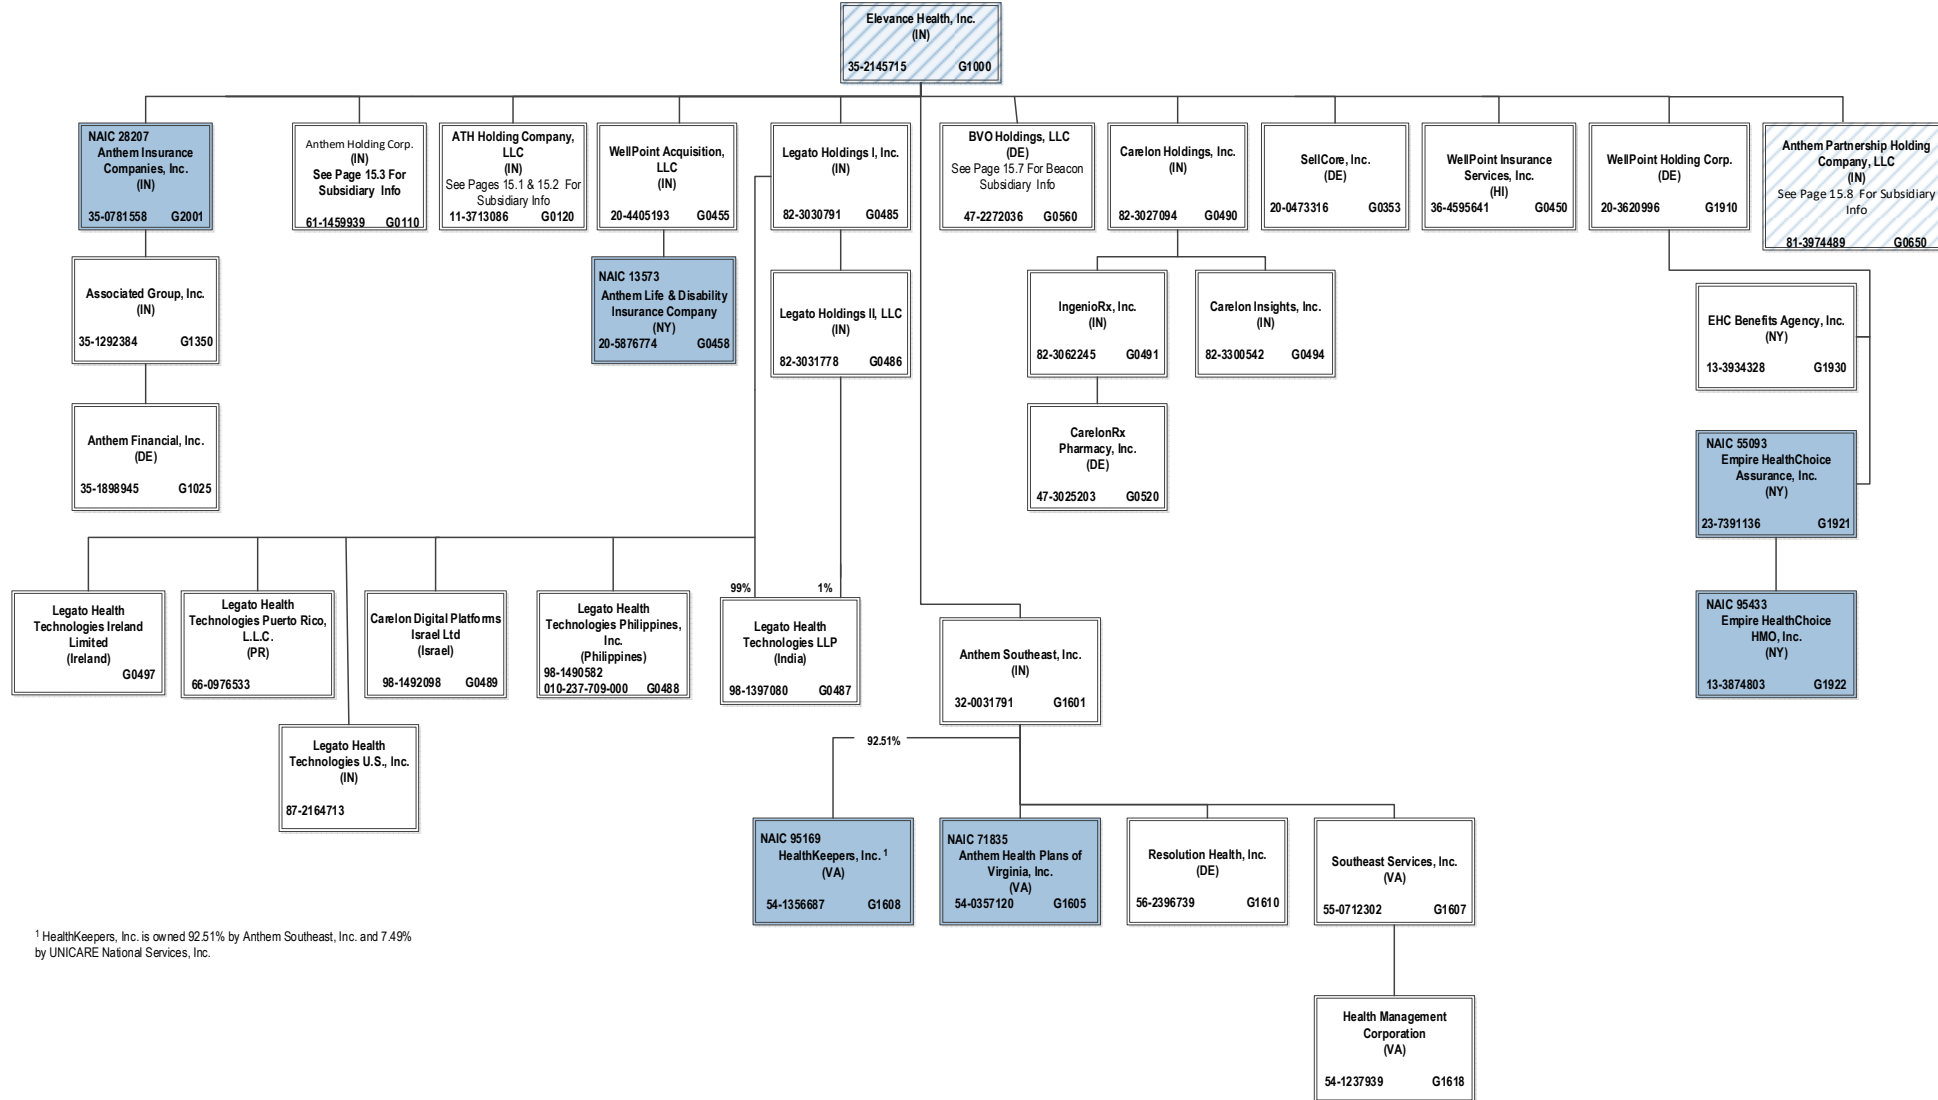 Elevance Health, Inc.
(IN)
35-2145715 G1000
NAIC 28207
Anthem Insurance
Companies, Inc.
(IN)
35-0781558 G2001
Anthem Holding Corp.
(IN)
See Page 15.3 For
Subsidiary Info
61-1459939 G0110
ATH Holding Company,
LLC
(IN)
See Pages 15.1 & 15.2 For
Subsidiary Info
11-3713086 G0120
WellPoint Acquisition,
LLC
(IN)
20-4405193 G0455
Legato Holdings I, Inc.
(IN)
82-3030791 G0485
BVO Holdings, LLC
(DE)
See Page 15.7 For Beacon
Subsidiary Info
47-2272036 G0560
Carelon Holdings, Inc.
(IN)
82-3027094 G0490
SellCore, Inc.
(DE)
20-0473316 G0353
WellPoint Insurance
Services, Inc.
(HI)
36-4595641 G0450
WellPoint Holding Corp.
(DE)
20-3620996 G1910
Anthem Partnership Holding
Company, LLC
(IN)
See Page 15.8 For Subsidiary
Info
81-3974489 G0650
Associated Group, Inc.
(IN)
35-1292384 G1350
NAIC 13573
Anthem Life & Disability
Insurance Company
(NY)
20-5876774 G0458
Legato Holdings II, LLC
(IN)
82-3031778 G0486
IngenioRx, Inc.
(IN)
82-3062245 G0491
Carelon Insights, Inc.
(IN)
82-3300542 G0494
EHC Benefits Agency, Inc.
(NY)
13-3934328 G1930
Anthem Financial, Inc.
(DE)
35-1898945 G1025
CarelonRx
Pharmacy, Inc.
(DE)
47-3025203 G0520
NAIC 55093
Empire HealthChoice
Assurance, Inc.
(NY)
23-7391136 G1921
99% 1%
Legato Health
Technologies Ireland
Limited
(Ireland)
G0497
Legato Health
Technologies Puerto Rico,
L.L.C.
(PR)
66-0976533
Carelon Digital Platforms
Israel Ltd
(Israel)
98-1492098 G0489
Legato Health
Technologies Philippines,
Inc.
(Philippines)
98-1490582
010-237-709-000 G0488
Legato Health
Technologies LLP
(India)
98-1397080 G0487
Anthem Southeast, Inc.
(IN)
32-0031791 G1601
NAIC 95433
Empire HealthChoice
HMO, Inc.
(NY)
13-3874803 G1922
Legato Health
Technologies U.S., Inc.
(IN)
87-2164713
92.51%
NAIC 95169
HealthKeepers, Inc. 1
(VA)
54-1356687 G1608
NAIC 71835
Anthem Health Plans of
Virginia, Inc.
(VA)
54-0357120 G1605
Resolution Health, Inc.
(DE)
56-2396739 G1610
Southeast Services, Inc.
(VA)
55-0712302 G1607
1 HealthKeepers, Inc. is owned 92.51% by Anthem Southeast, Inc. and 7.49%
by UNICARE National Services, Inc.
Health Management
Corporation
(VA)
54-1237939 G1618